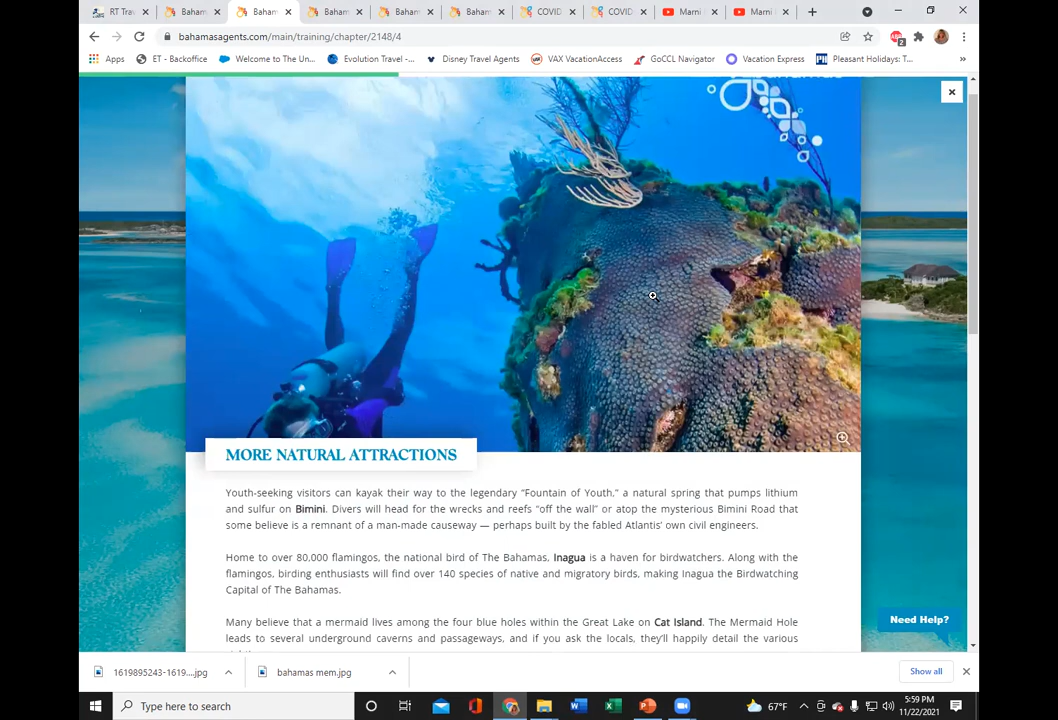 RT Trav
Baham
Baham
Baham
Baham
Baham
COVID
COVID
Marni
Marni
bahamasagents.com/main/training/chapter/2148/4
2
Apps
ET - Backoffice
Welcome to The Un...
Evolution Travel -...
Disney Travel Agents
VAX VacationAccess
GoCCL Navigator
Vacation Express
PH
Pleasant Holidays: T...
MORE NATURAL ATTRACTIONS
Youth-seeking visitors can kayak their way to the legendary “Fountain of Youth,” a natural spring that pumps lithium
and sulfur on Bimini. Divers will head for the wrecks and reefs “off the wall” or atop the mysterious Bimini Road that
some believe is a remnant of a man-made causeway — perhaps built by the fabled Atlantis’ own civil engineers.
Home to over 80,000 flamingos, the national bird of The Bahamas, Inagua is a haven for birdwatchers. Along with the
flamingos, birding enthusiasts will find over 140 species of native and migratory birds, making Inagua the Birdwatching
Capital of The Bahamas.
Many believe that a mermaid lives among the four blue holes within the Great Lake on Cat Island. The Mermaid Hole
leads to several underground caverns and passageways, and if you ask the locals, they’ll happily detail the various
Need Help?
1619895243-1619....jpg
bahamas mem.jpg
Show all
Type here to search
67°F
5:59 PM
11/22/2021